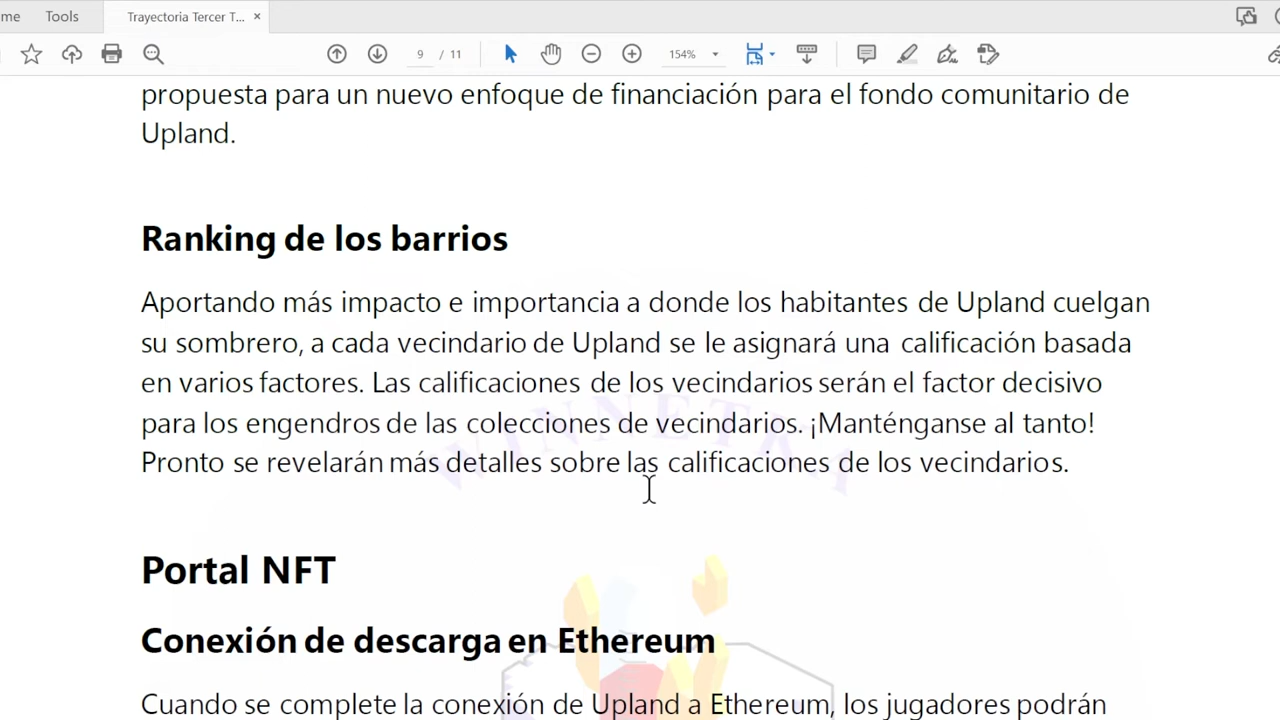 me Tools Trayectoria Tercer T... ×
9 / 11 154%
propuesta para un nuevo enfoque de financiación para el fondo comunitario de
Upland.
Ranking de los barrios
Aportando más impacto e importancia a donde los habitantes de Upland cuelgan
su sombrero, a cada vecindario de Upland se le asignará una calificación basada
en varios factores. Las calificaciones de los vecindarios serán el factor decisivo
para los engendros de las colecciones de vecindarios. ¡Manténganse al tanto!
Pronto se revelarán más detalles sobre las calificaciones de los vecindarios.
WINNETKA
Portal NFT
Conexión de descarga en Ethereum
Cuando se complete la conexión de Upland a Ethereum, los jugadores podrán